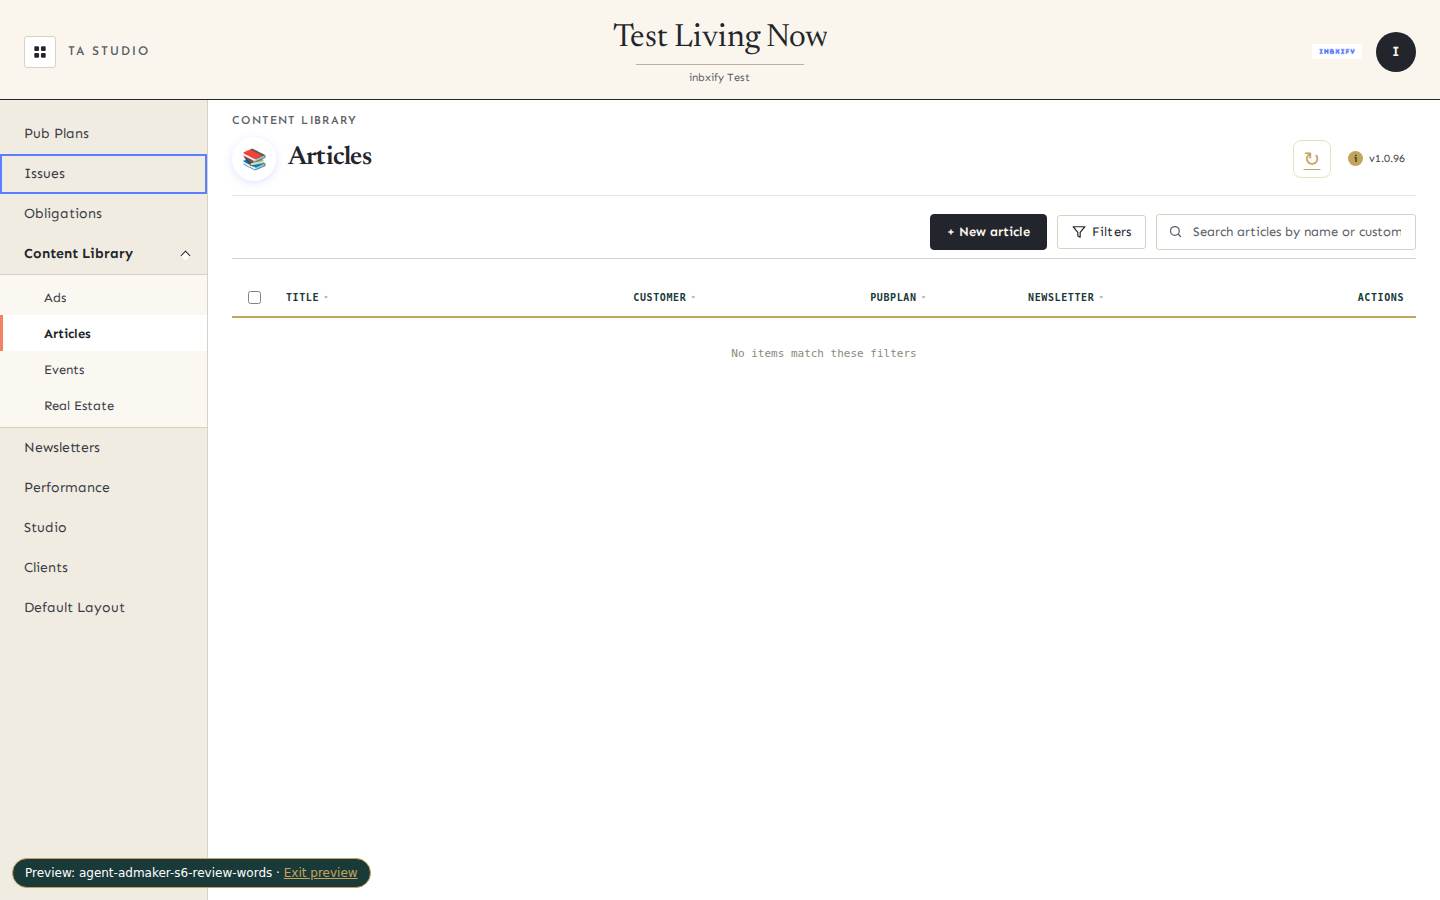 TA STUDIO
Test Living Now
inbxify Test
INBXIFY
I
Pub Plans
Issues
Obligations
Content Library
Ads
Articles
Events
Real Estate
Newsletters
Performance
Studio
Clients
Default Layout
CONTENT LIBRARY
Articles
↻
i v1.0.96
+ New article
Filters
Search articles by name or custom
TITLE
CUSTOMER
PUBPLAN
NEWSLETTER
ACTIONS
No items match these filters
Preview: agent-admaker-s6-review-words · Exit preview